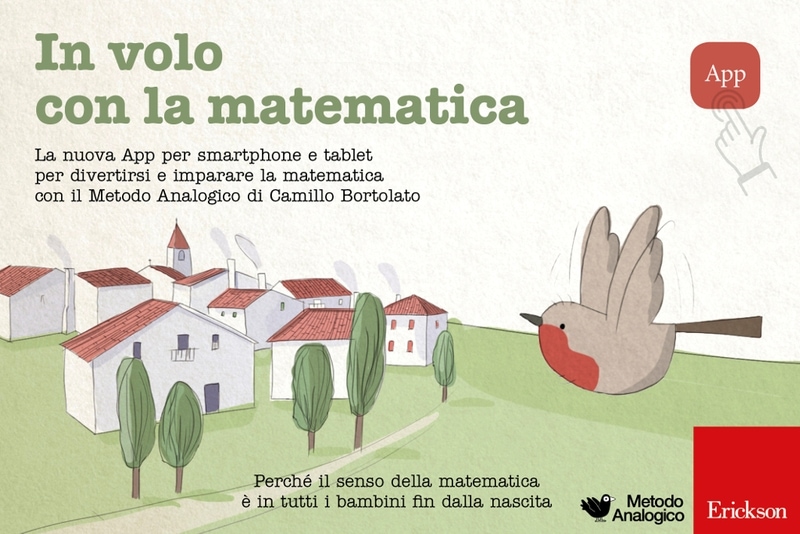 In volo
con la matematica
App
La nuova App per smartphone e tablet
per divertirsi e imparare la matematica
con il Metodo Analogico di Camillo Bortolato
Perché il senso della matematica
è in tutti i bambini fin dalla nascita
Metodo
Analogico
Erickson